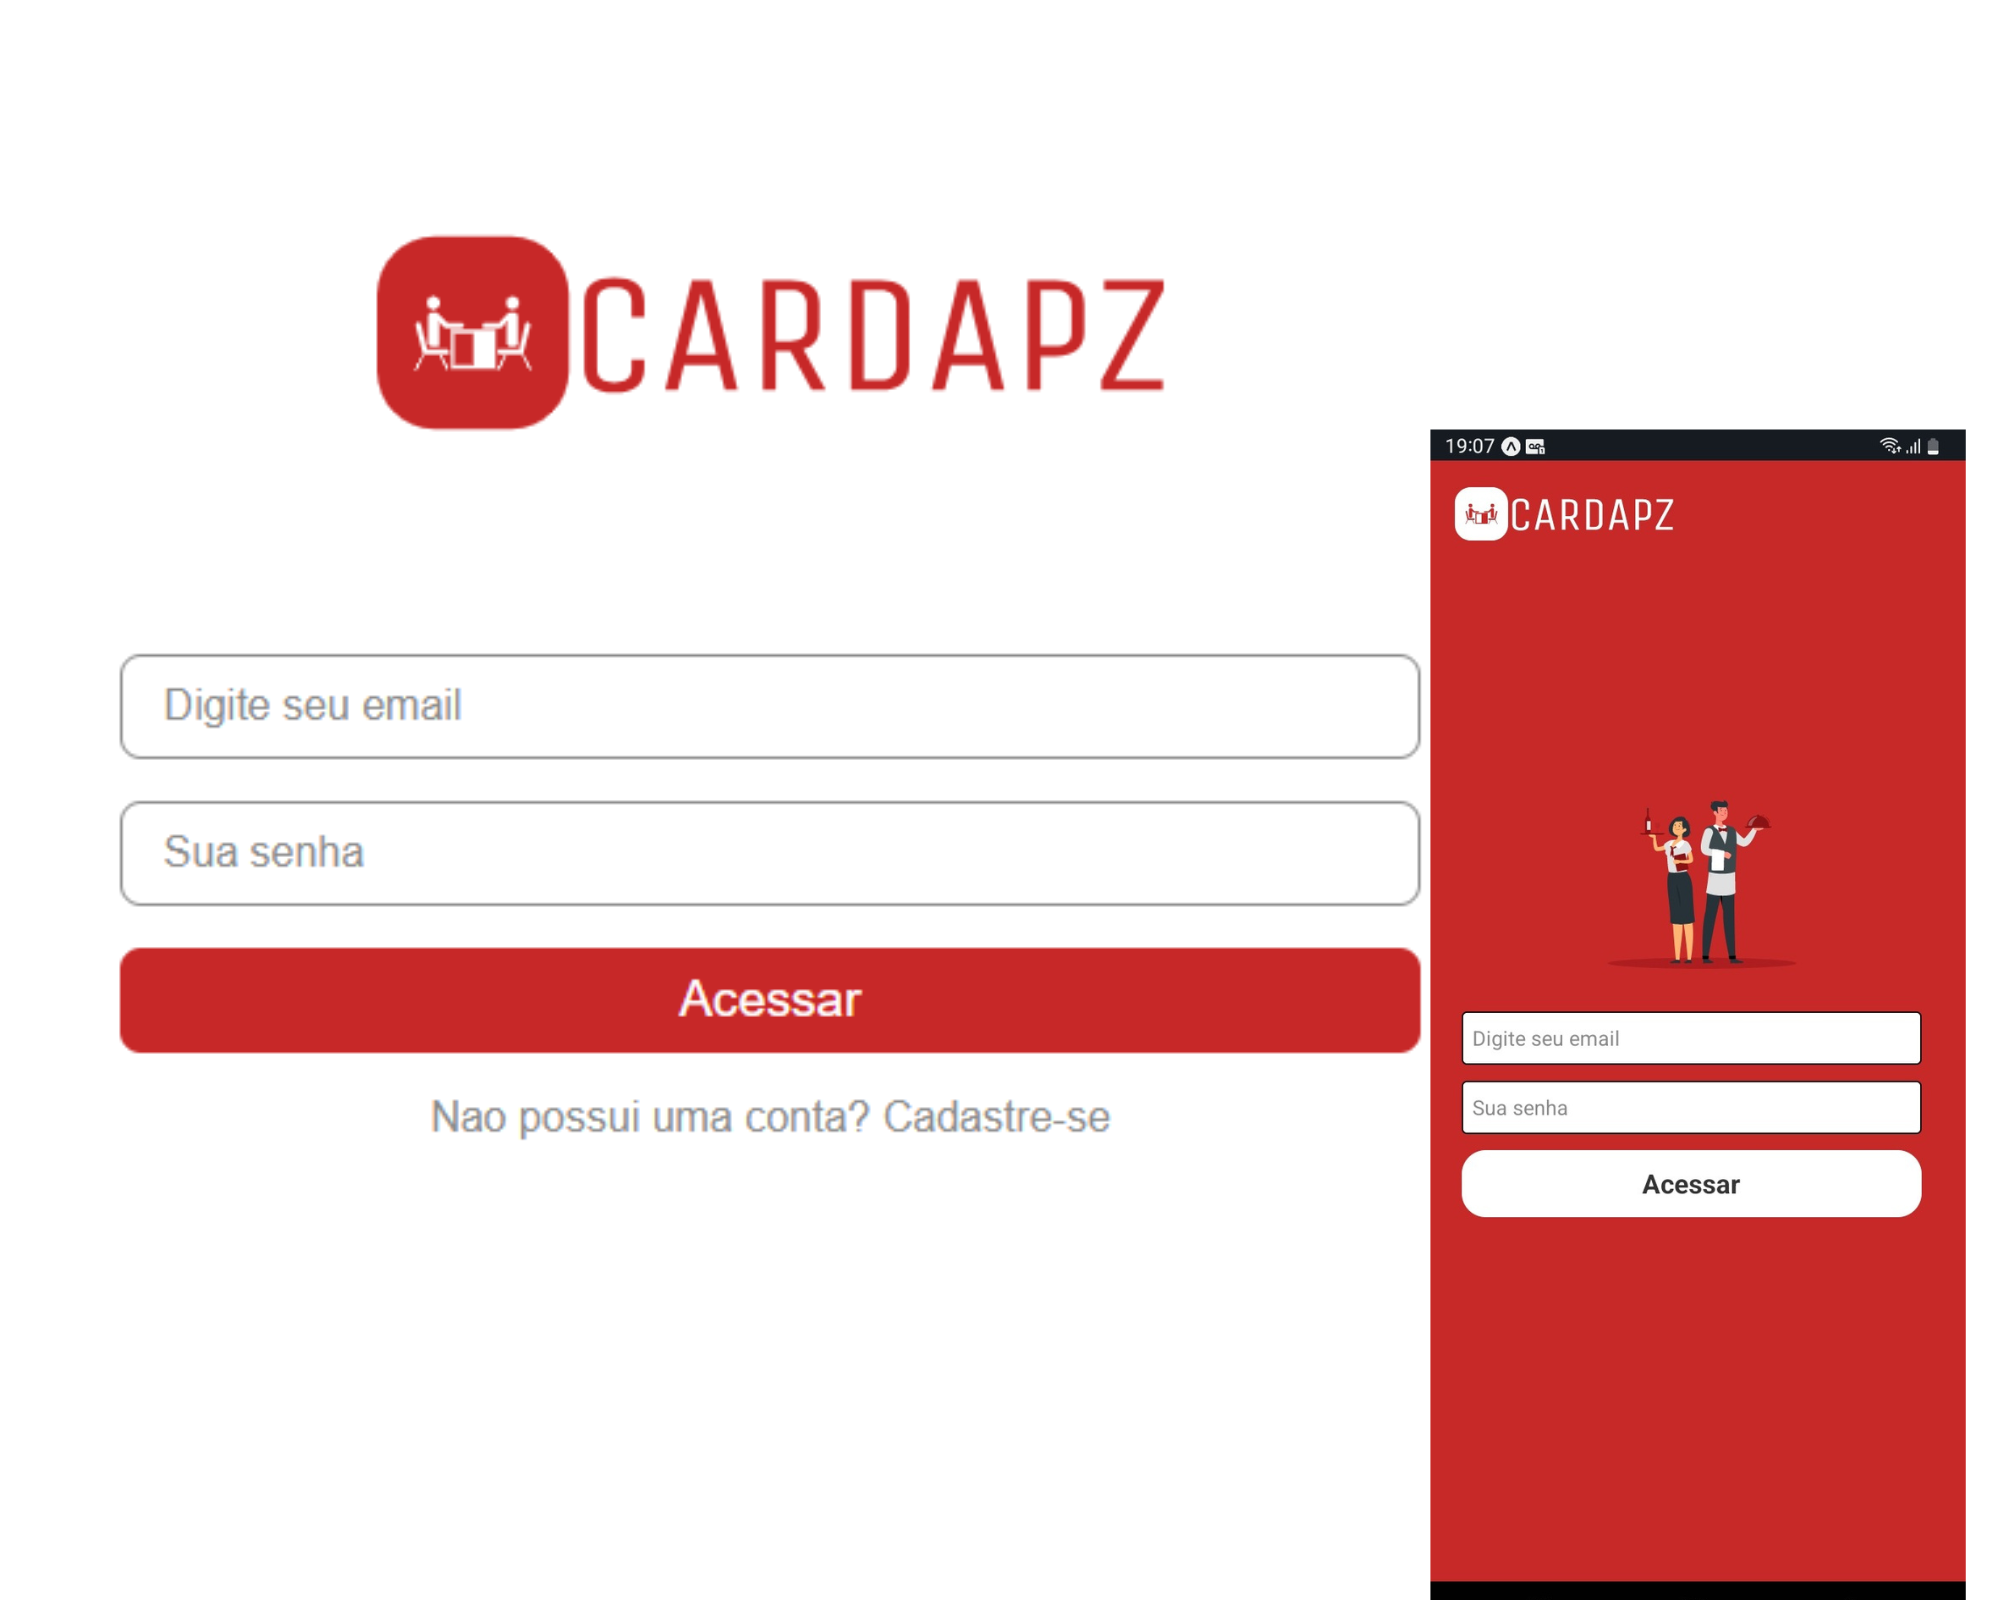 CARDAPZ
Digite seu email
Sua senha
Acessar
Nao possui uma conta? Cadastre-se
19:07
CARDAPZ
Digite seu email
Sua senha
Acessar